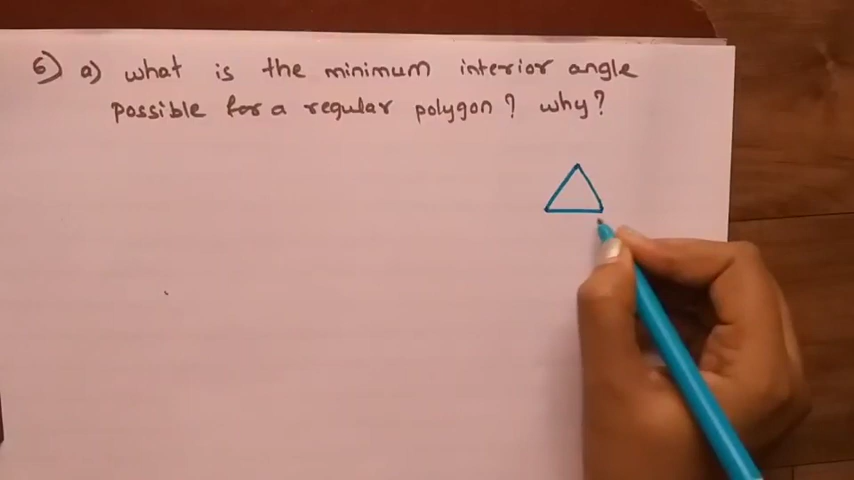 6) a) what is the minimum interior angle
possible for a regular polygon? why?